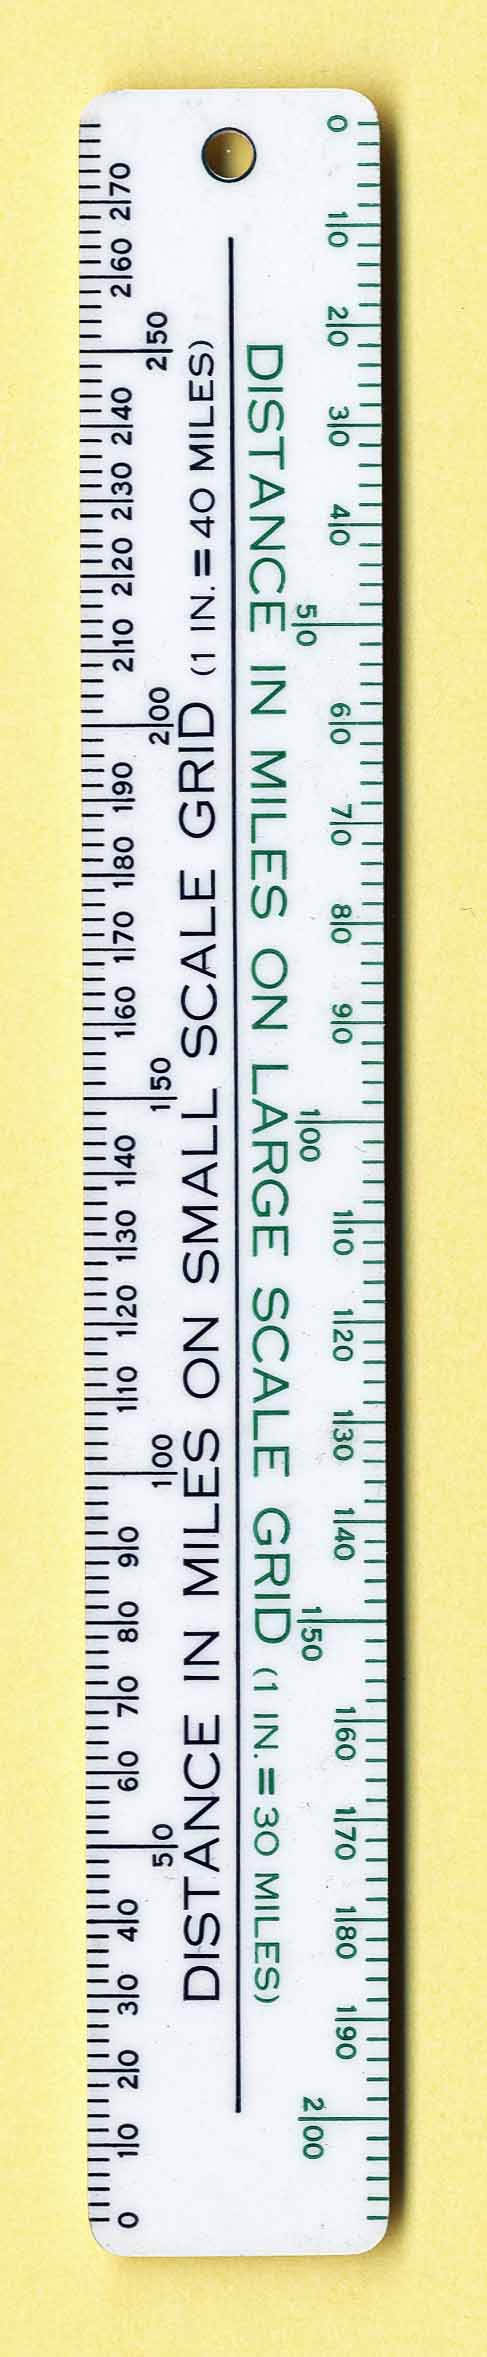 0 10 20 30 40 50 60 70 80 90 100 110 120 130 140 150 160 170 180 190 200
DISTANCE IN MILES ON LARGE SCALE GRID (1 IN. = 30 MILES)
DISTANCE IN MILES ON SMALL SCALE GRID (1 IN. = 40 MILES)
0 10 20 30 40 50 60 70 80 90 100 110 120 130 140 150 160 170 180 190 200 210 220 230 240 250 260 270